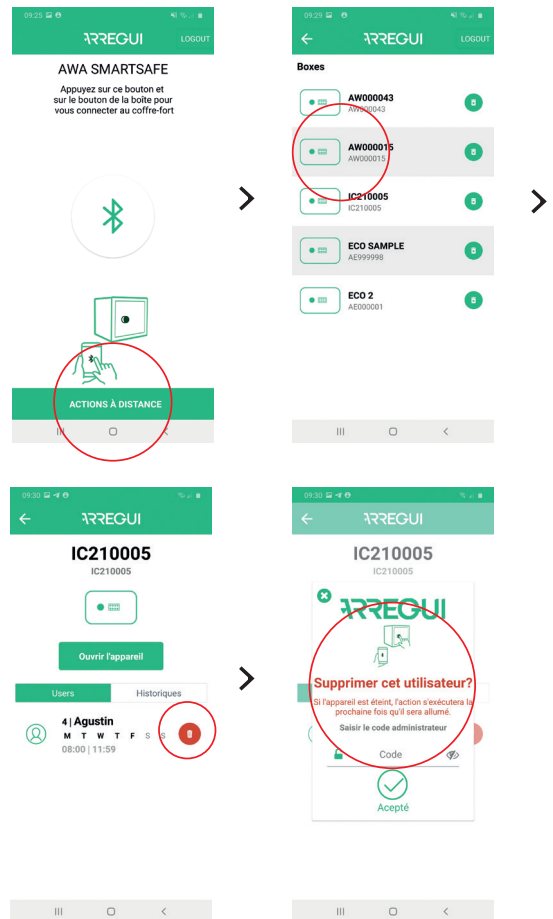 09:25
ARREGUI
LOGOUT
AWA SMARTSAFE
Appuyez sur ce bouton et
sur le bouton de la boîte pour
vous connecter au coffre-fort
ACTIONS À DISTANCE
09:29
ARREGUI
LOGOUT
Boxes
AW000043
AW000043
AW000015
AW000015
IC210005
IC210005
ECO SAMPLE
AE999998
ECO 2
AE000001
09:30
ARREGUI
IC210005
IC210005
Ouvrir l'appareil
Users
Historiques
4 | Agustin
M T W T F S S
08:00 | 11:59
09:30
ARREGUI
IC210005
IC210005
ARREGUI
Supprimer cet utilisateur?
Si l'appareil est éteint, l'action s'exécutera la
prochaine fois qu'il sera allumé.
Saisir le code administrateur
Code
Acepté